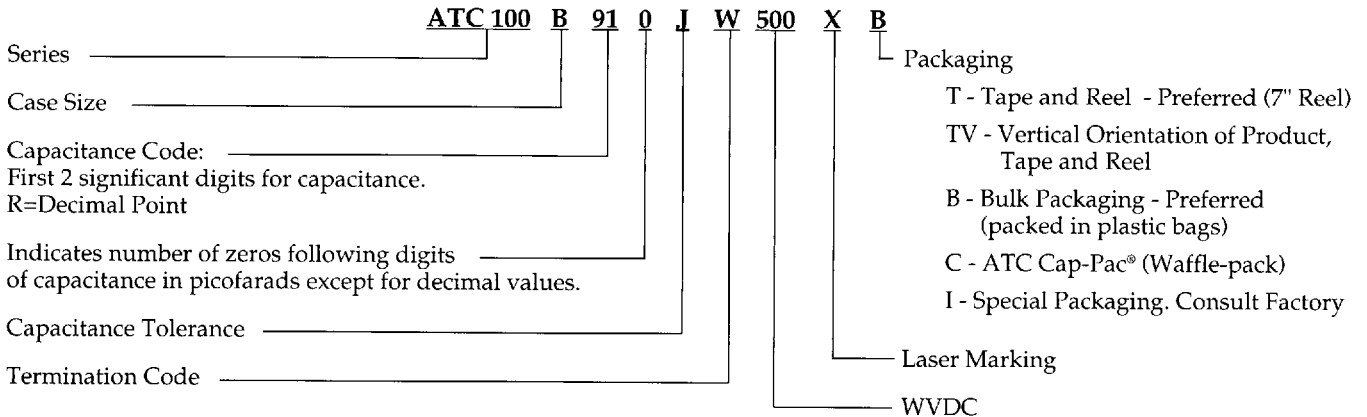 ATC100 B 91 0 J W 500 X B
Series
Case Size
Capacitance Code:
First 2 significant digits for capacitance.
R=Decimal Point
Indicates number of zeros following digits
of capacitance in picofarads except for decimal values.
Capacitance Tolerance
Termination Code
Packaging
T - Tape and Reel - Preferred (7" Reel)
TV - Vertical Orientation of Product,
Tape and Reel
B - Bulk Packaging - Preferred
(packed in plastic bags)
C - ATC Cap-Pac® (Waffle-pack)
I - Special Packaging. Consult Factory
Laser Marking
WVDC